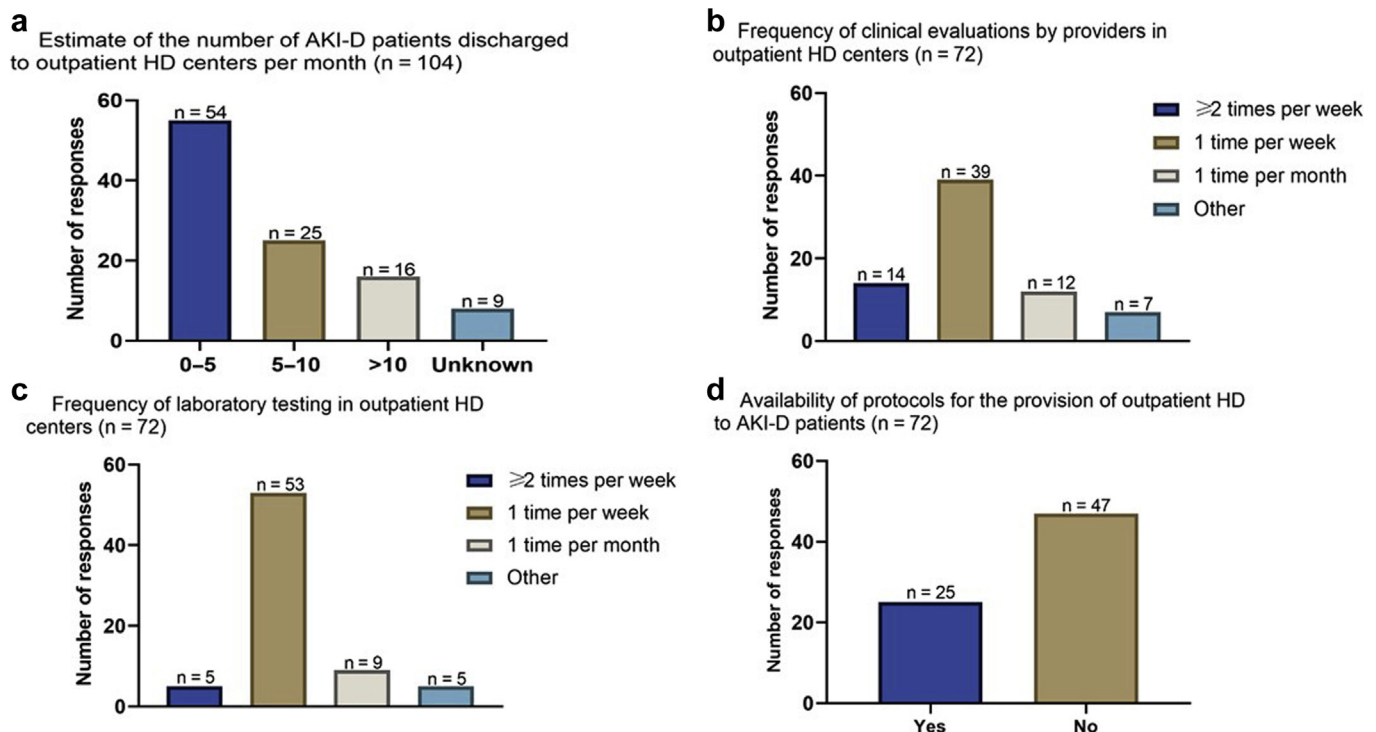 a
Estimate of the number of AKI-D patients discharged
to outpatient HD centers per month (n = 104)
Number of responses
60
40
20
0
n = 54
n = 25
n = 16
n = 9
0–5
5–10
>10
Unknown
b
Frequency of clinical evaluations by providers in
outpatient HD centers (n = 72)
Number of responses
60
40
20
0
n = 14
n = 39
n = 12
n = 7
⩾2 times per week
1 time per week
1 time per month
Other
c
Frequency of laboratory testing in outpatient HD
centers (n = 72)
Number of responses
60
40
20
0
n = 5
n = 53
n = 9
n = 5
⩾2 times per week
1 time per week
1 time per month
Other
d
Availability of protocols for the provision of outpatient HD
to AKI-D patients (n = 72)
Number of responses
60
40
20
0
n = 25
n = 47
Yes
No